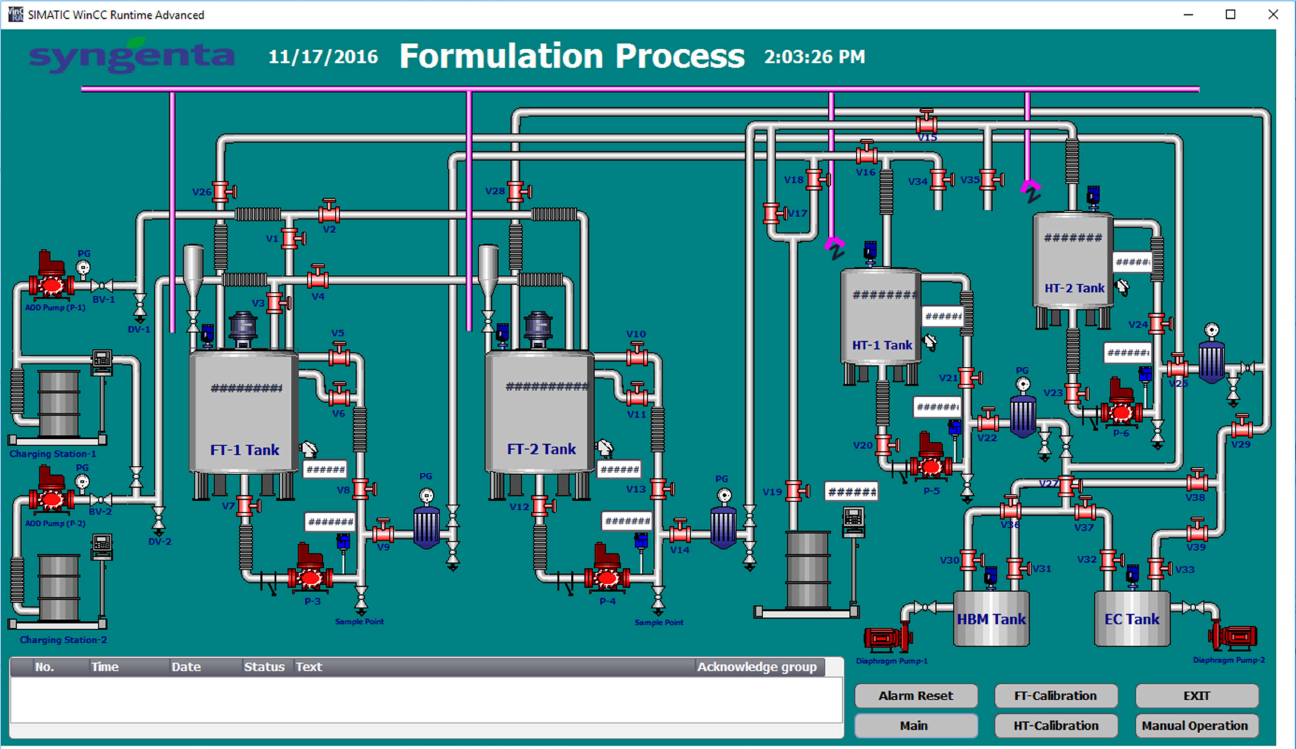 SIMATIC WinCC Runtime Advanced
syngenta
11/17/2016
Formulation Process
2:03:26 PM
V15
V16
V26
V28
V18
V34
V35
V17
V2
V1
PG
AOD Pump (P-1)
BV-1
DV-1
V3
V4
#######
#####
HT-2 Tank
#########
######
HT-1 Tank
V24
V5
V10
######
V25
V6
V11
#########
##########
V21
PG
V23
P-6
######
V22
V29
FT-1 Tank
FT-2 Tank
V20
P-5
Charging Station-1
PG
AOD Pump (P-2)
BV-2
DV-2
######
######
PG
PG
V8
V13
V19
######
V27
V38
V7
V12
#######
#######
V36
V37
V9
V14
V39
V30
V31
V32
V33
P-3
P-4
Sample Point
Sample Point
HBM Tank
EC Tank
Charging Station-2
Diaphragm Pump-1
Diaphragm Pump-2
No. Time Date Status Text Acknowledge group
Alarm Reset
FT-Calibration
EXIT
Main
HT-Calibration
Manual Operation